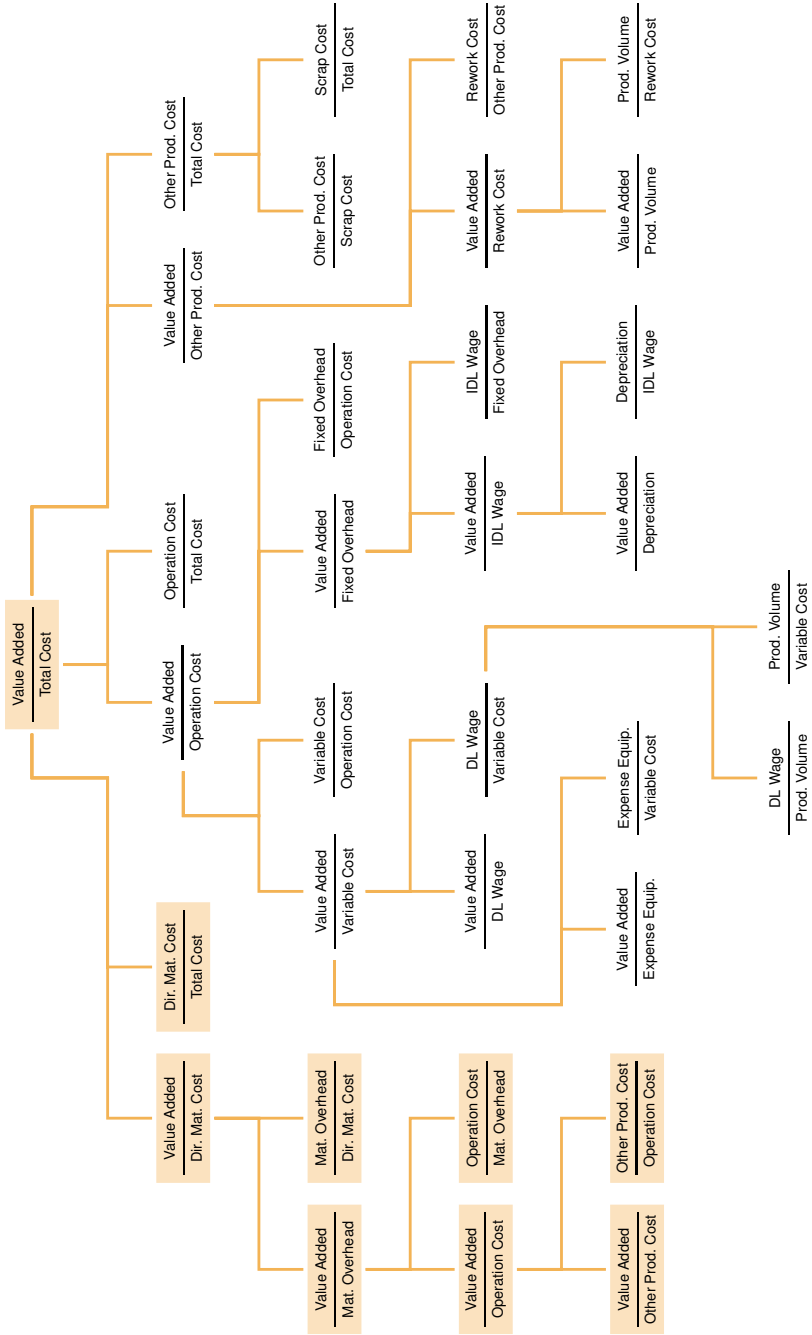 Value Added
Total Cost
Value Added
Dir. Mat. Cost
Dir. Mat. Cost
Total Cost
Value Added
Operation Cost
Operation Cost
Total Cost
Value Added
Other Prod. Cost
Other Prod. Cost
Total Cost
Value Added
Mat. Overhead
Mat. Overhead
Dir. Mat. Cost
Value Added
Variable Cost
Variable Cost
Operation Cost
Value Added
Fixed Overhead
Fixed Overhead
Operation Cost
Other Prod. Cost
Scrap Cost
Scrap Cost
Total Cost
Value Added
Operation Cost
Operation Cost
Mat. Overhead
Value Added
DL Wage
DL Wage
Variable Cost
Value Added
IDL Wage
IDL Wage
Fixed Overhead
Value Added
Rework Cost
Rework Cost
Other Prod. Cost
Value Added
Other Prod. Cost
Other Prod. Cost
Operation Cost
Value Added
Expense Equip.
Expense Equip.
Variable Cost
Value Added
Depreciation
Depreciation
IDL Wage
Value Added
Prod. Volume
Prod. Volume
Rework Cost
DL Wage
Prod. Volume
Prod. Volume
Variable Cost